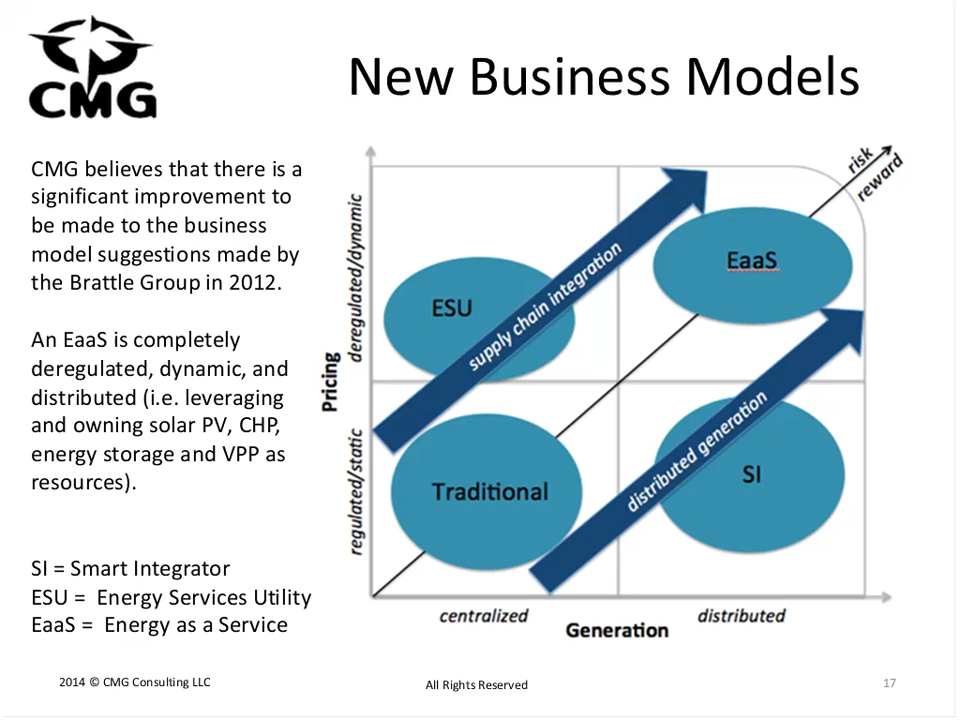 CMG
New Business Models
CMG believes that there is a
significant improvement to
be made to the business
model suggestions made by
the Brattle Group in 2012.
An EaaS is completely
deregulated, dynamic, and
distributed (i.e. leveraging
and owning solar PV, CHP,
energy storage and VPP as
resources).
SI = Smart Integrator
ESU = Energy Services Utility
EaaS = Energy as a Service
risk
reward
Pricing
deregulated/dynamic
regulated/static
ESU
EaaS
supply chain integration
Traditional
SI
distributed generation
centralized
distributed
Generation
2014 © CMG Consulting LLC
All Rights Reserved
17